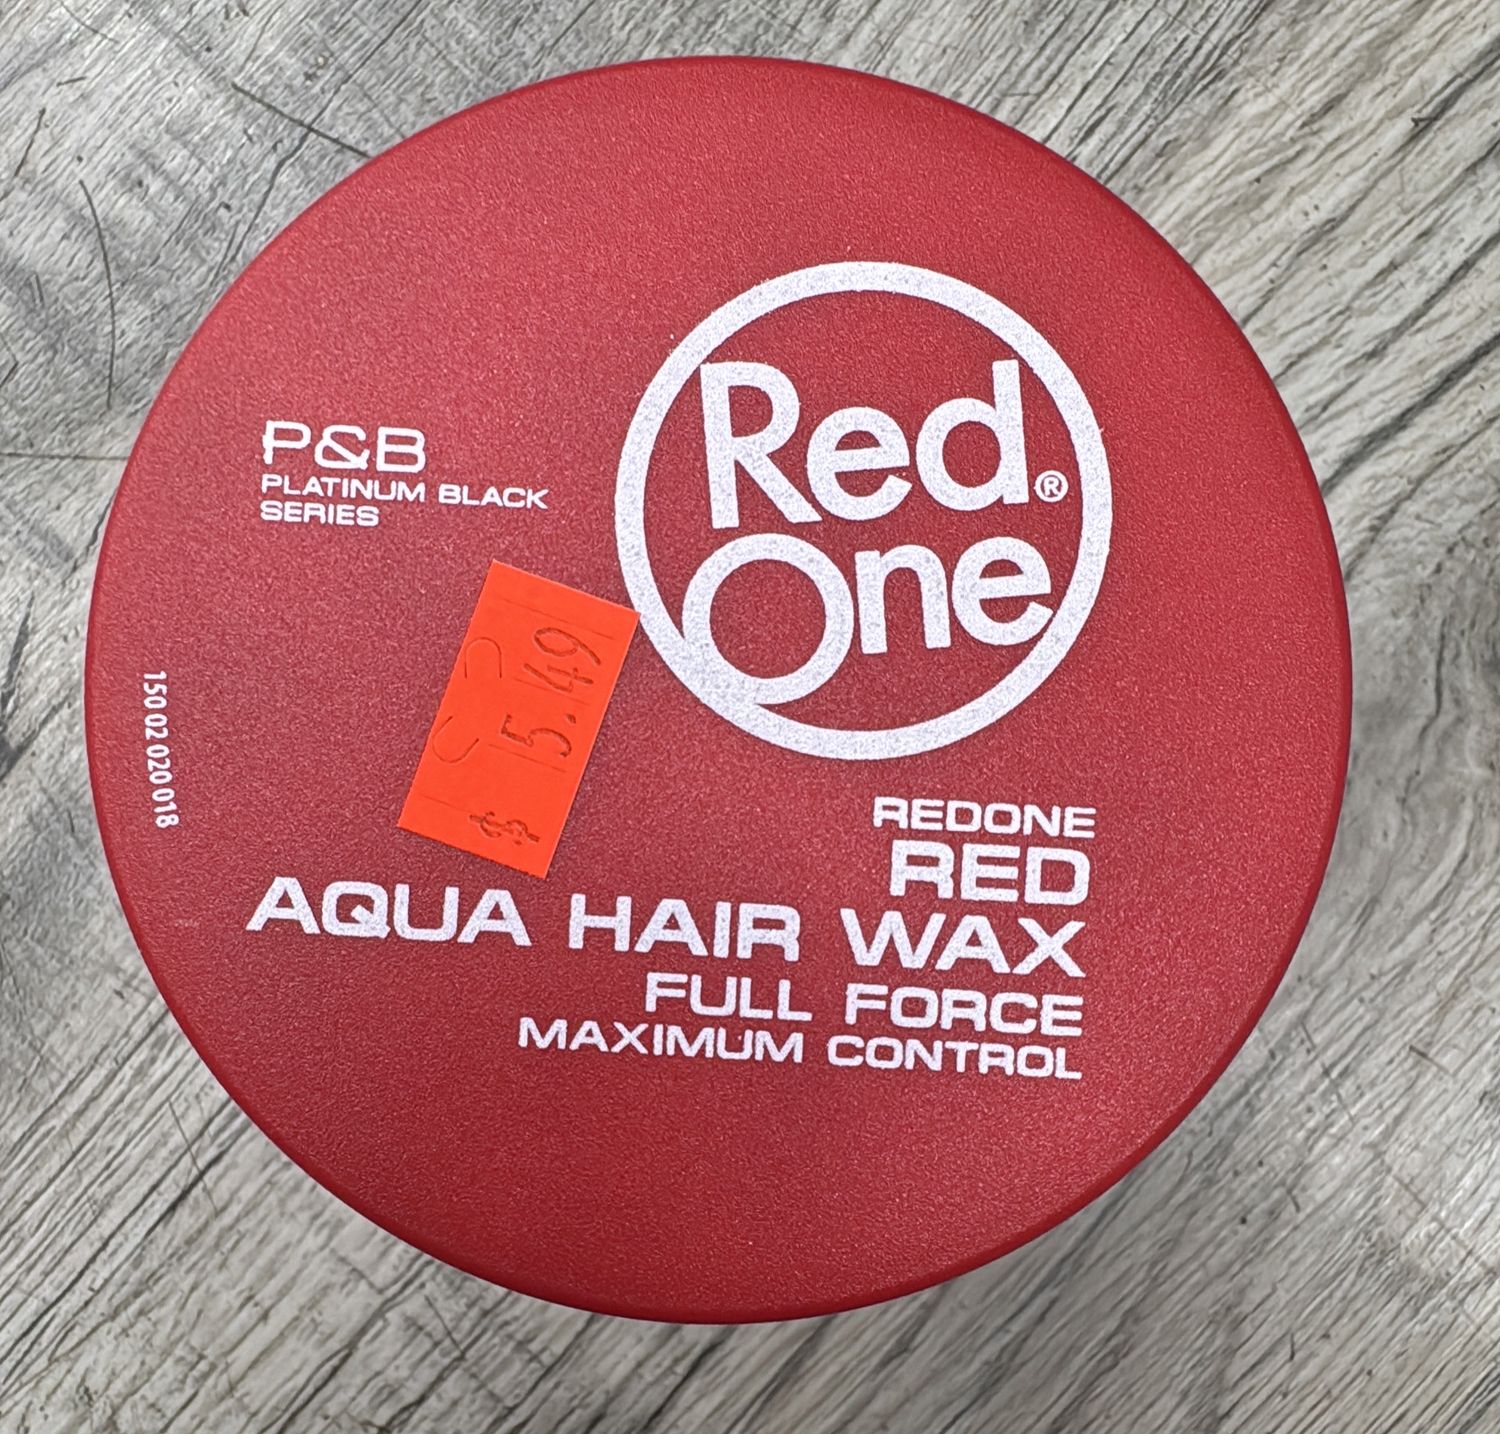 Red
One®
P&B
PLATINUM BLACK
SERIES
$ 5.49
150 02 020 018
REDONE
RED
AQUA HAIR WAX
FULL FORCE
MAXIMUM CONTROL